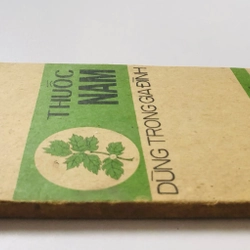 THUỐC
NAM
DÙNG TRONG GIA ĐÌNH